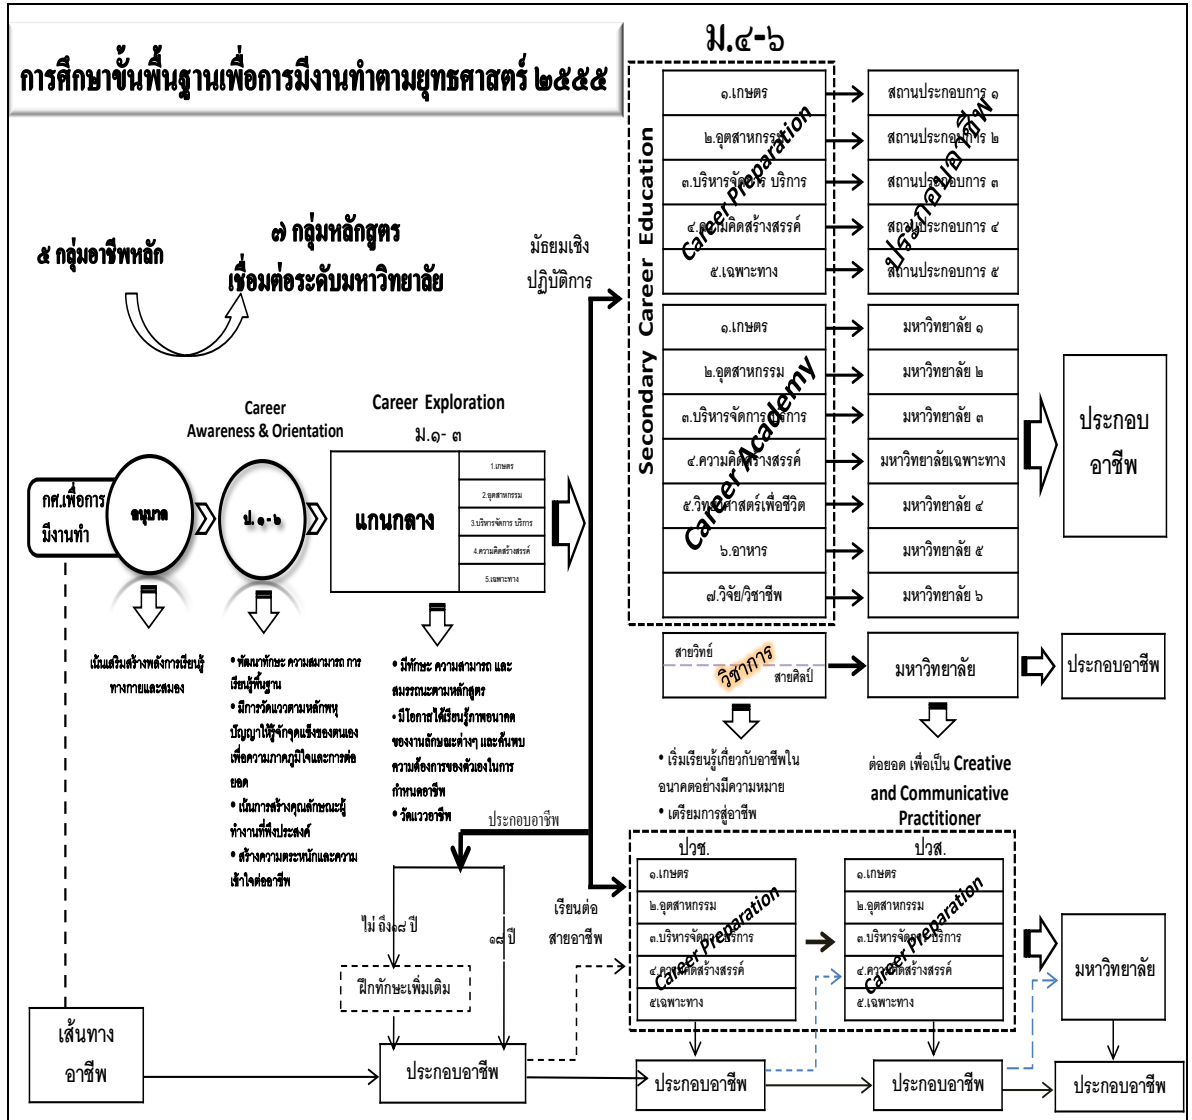 การศึกษาขั้นพื้นฐานเพื่อการมีงานทำตามยุทธศาสตร์ ๒๕๕๕
ม.๔-๖
๕ กลุ่มอาชีพหลัก
๗ กลุ่มหลักสูตร
เชื่อมต่อระดับมหาวิทยาลัย
มัธยมเชิง
ปฏิบัติการ
Secondary Career Education
๑.เกษตร
๒.อุตสาหกรรม
๓.บริหารจัดการ บริการ
๔.ความคิดสร้างสรรค์
๕.เฉพาะทาง
Career Preparation
สถานประกอบการ ๑
สถานประกอบการ ๒
สถานประกอบการ ๓
สถานประกอบการ ๔
สถานประกอบการ ๕
ประกอบอาชีพ
๑.เกษตร
๒.อุตสาหกรรม
๓.บริหารจัดการ บริการ
๔.ความคิดสร้างสรรค์
๕.วิทยาศาสตร์เพื่อชีวิต
๖.อาหาร
๗.วิจัย/วิชาชีพ
Career Academy
มหาวิทยาลัย ๑
มหาวิทยาลัย ๒
มหาวิทยาลัย ๓
มหาวิทยาลัยเฉพาะทาง
มหาวิทยาลัย ๔
มหาวิทยาลัย ๕
มหาวิทยาลัย ๖
ประกอบ
อาชีพ
Career
Awareness & Orientation
Career Exploration
ม.๑- ๓
กศ.เพื่อการ
มีงานทำ
อนุบาล
ป.๑-๖
แกนกลาง
1.เกษตร
2.อุตสาหกรรม
3.บริหารจัดการ บริการ
4.ความคิดสร้างสรรค์
5.เฉพาะทาง
เน้นเสริมสร้างพลังการเรียนรู้
ทางกายและสมอง
• พัฒนาทักษะ ความสมามารถ การ
เรียนรู้พื้นฐาน
• มีการวัดแววตามหลักพหุ
ปัญญาให้รู้จักจุดแข็งของตนเอง
เพื่อความภาคภูมิใจและการต่อ
ยอด
• เน้นการสร้างคุณลักษณะผู้
ทำงานที่พึงประสงค์
• สร้างความตระหนักและความ
เข้าใจต่ออาชีพ
• มีทักษะ ความสามารถ และ
สมรรถนะตามหลักสูตร
• มีโอกาสได้เรียนรู้ภาพอนาคต
ของงานลักษณะต่างๆ และค้นพบ
ความต้องการของตัวเองในการ
กำหนดอาชีพ
• วัดแววอาชีพ
สายวิทย์
วิชาการ
สายศิลป์
มหาวิทยาลัย
ประกอบอาชีพ
• เริ่มเรียนรู้เกี่ยวกับอาชีพใน
อนาคตอย่างมีความหมาย
• เตรียมการสู่อาชีพ
ต่อยอด เพื่อเป็น Creative
and Communicative
Practitioner
ประกอบอาชีพ
ไม่ ถึง๑๘ ปี
๑๘ ปี
ฝึกทักษะเพิ่มเติม
เรียนต่อ
สายอาชีพ
ปวช.
๑.เกษตร
๒.อุตสาหกรรม
๓.บริหารจัดการ บริการ
๔.ความคิดสร้างสรรค์
๕เฉพาะทาง
Career Preparation
ปวส.
๑.เกษตร
๒.อุตสาหกรรม
๓.บริหารจัดการ บริการ
๔.ความคิดสร้างสรรค์
๕.เฉพาะทาง
Career Preparation
มหาวิทยาลัย
เส้นทาง
อาชีพ
ประกอบอาชีพ
ประกอบอาชีพ
ประกอบอาชีพ
ประกอบอาชีพ